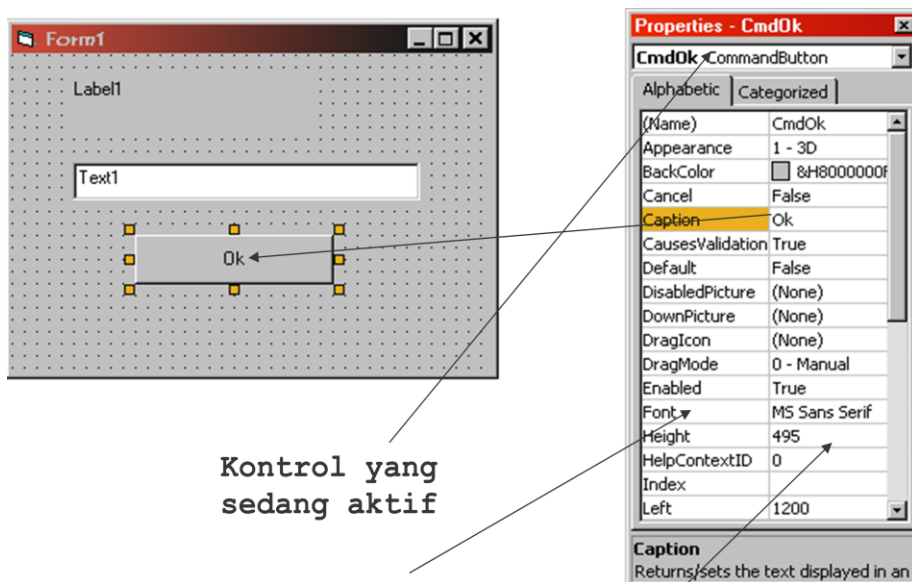 Form1
Label1
Text1
Ok
Kontrol yang
sedang aktif
Properties - CmdOk
CmdOk CommandButton
Alphabetic Categorized
(Name) CmdOk
Appearance 1 - 3D
BackColor &H8000000F
Cancel False
Caption Ok
CausesValidation True
Default False
DisabledPicture (None)
DownPicture (None)
DragIcon (None)
DragMode 0 - Manual
Enabled True
Font MS Sans Serif
Height 495
HelpContextID 0
Index
Left 1200
Caption
Returns/sets the text displayed in an